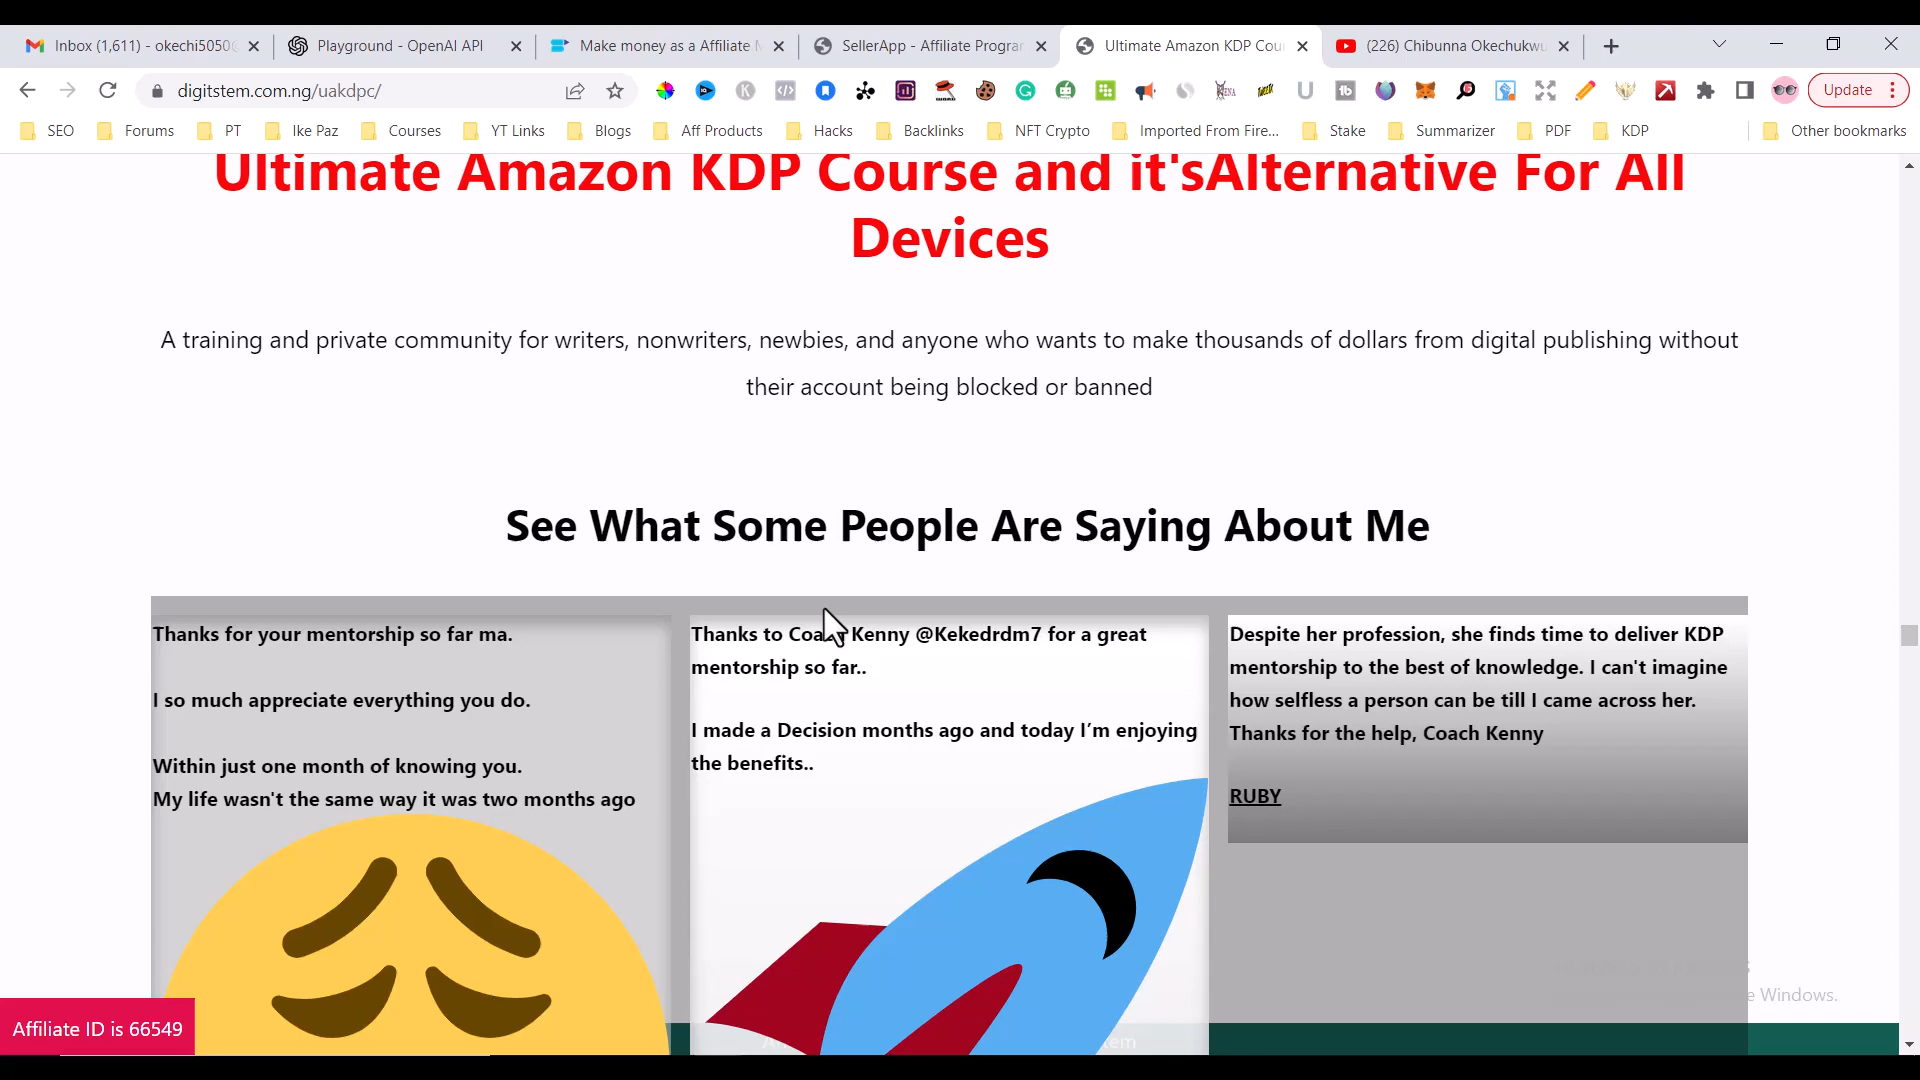 Inbox (1,611) - okechi5050
Playground - OpenAI API
Make money as a Affiliate M
SellerApp - Affiliate Progra
Ultimate Amazon KDP Cou
(226) Chibunna Okechukwu
digitstem.com.ng/uakdpc/
Update
SEO
Forums
PT
Ike Paz
Courses
YT Links
Blogs
Aff Products
Hacks
Backlinks
NFT Crypto
Imported From Fire...
Stake
Summarizer
PDF
KDP
Other bookmarks
Ultimate Amazon KDP Course and it'sAlternative For All
Devices
A training and private community for writers, nonwriters, newbies, and anyone who wants to make thousands of dollars from digital publishing without
their account being blocked or banned
See What Some People Are Saying About Me
Thanks for your mentorship so far ma.
I so much appreciate everything you do.
Within just one month of knowing you.
My life wasn't the same way it was two months ago
Thanks to Coach Kenny @Kekedrdm7 for a great
mentorship so far..
I made a Decision months ago and today I’m enjoying
the benefits..
Despite her profession, she finds time to deliver KDP
mentorship to the best of knowledge. I can't imagine
how selfless a person can be till I came across her.
Thanks for the help, Coach Kenny
RUBY
e Windows.
Affiliate ID is 66549